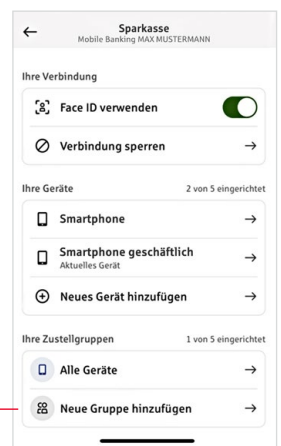 Sparkasse
Mobile Banking MAX MUSTERMANN
Ihre Verbindung
Face ID verwenden
Verbindung sperren
Ihre Geräte 2 von 5 eingerichtet
Smartphone
Smartphone geschäftlich
Aktuelles Gerät
Neues Gerät hinzufügen
Ihre Zustellgruppen 1 von 5 eingerichtet
Alle Geräte
Neue Gruppe hinzufügen